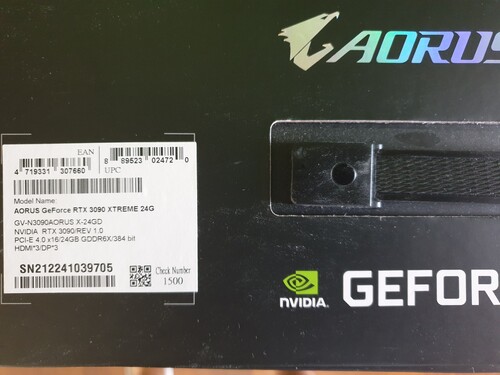 AORUS
EAN
4 719331 307660
8 89523 02472 0
UPC
Model Name:
AORUS GeForce RTX 3090 XTREME 24G
GV-N3090AORUS X-24GD
NVIDIA RTX 3090/REV 1.0
PCI-E 4.0 x16/24GB GDDR6X/384 bit
HDMI*3/DP*3
SN212241039705
Check Number
1500
NVIDIA
GEFOR